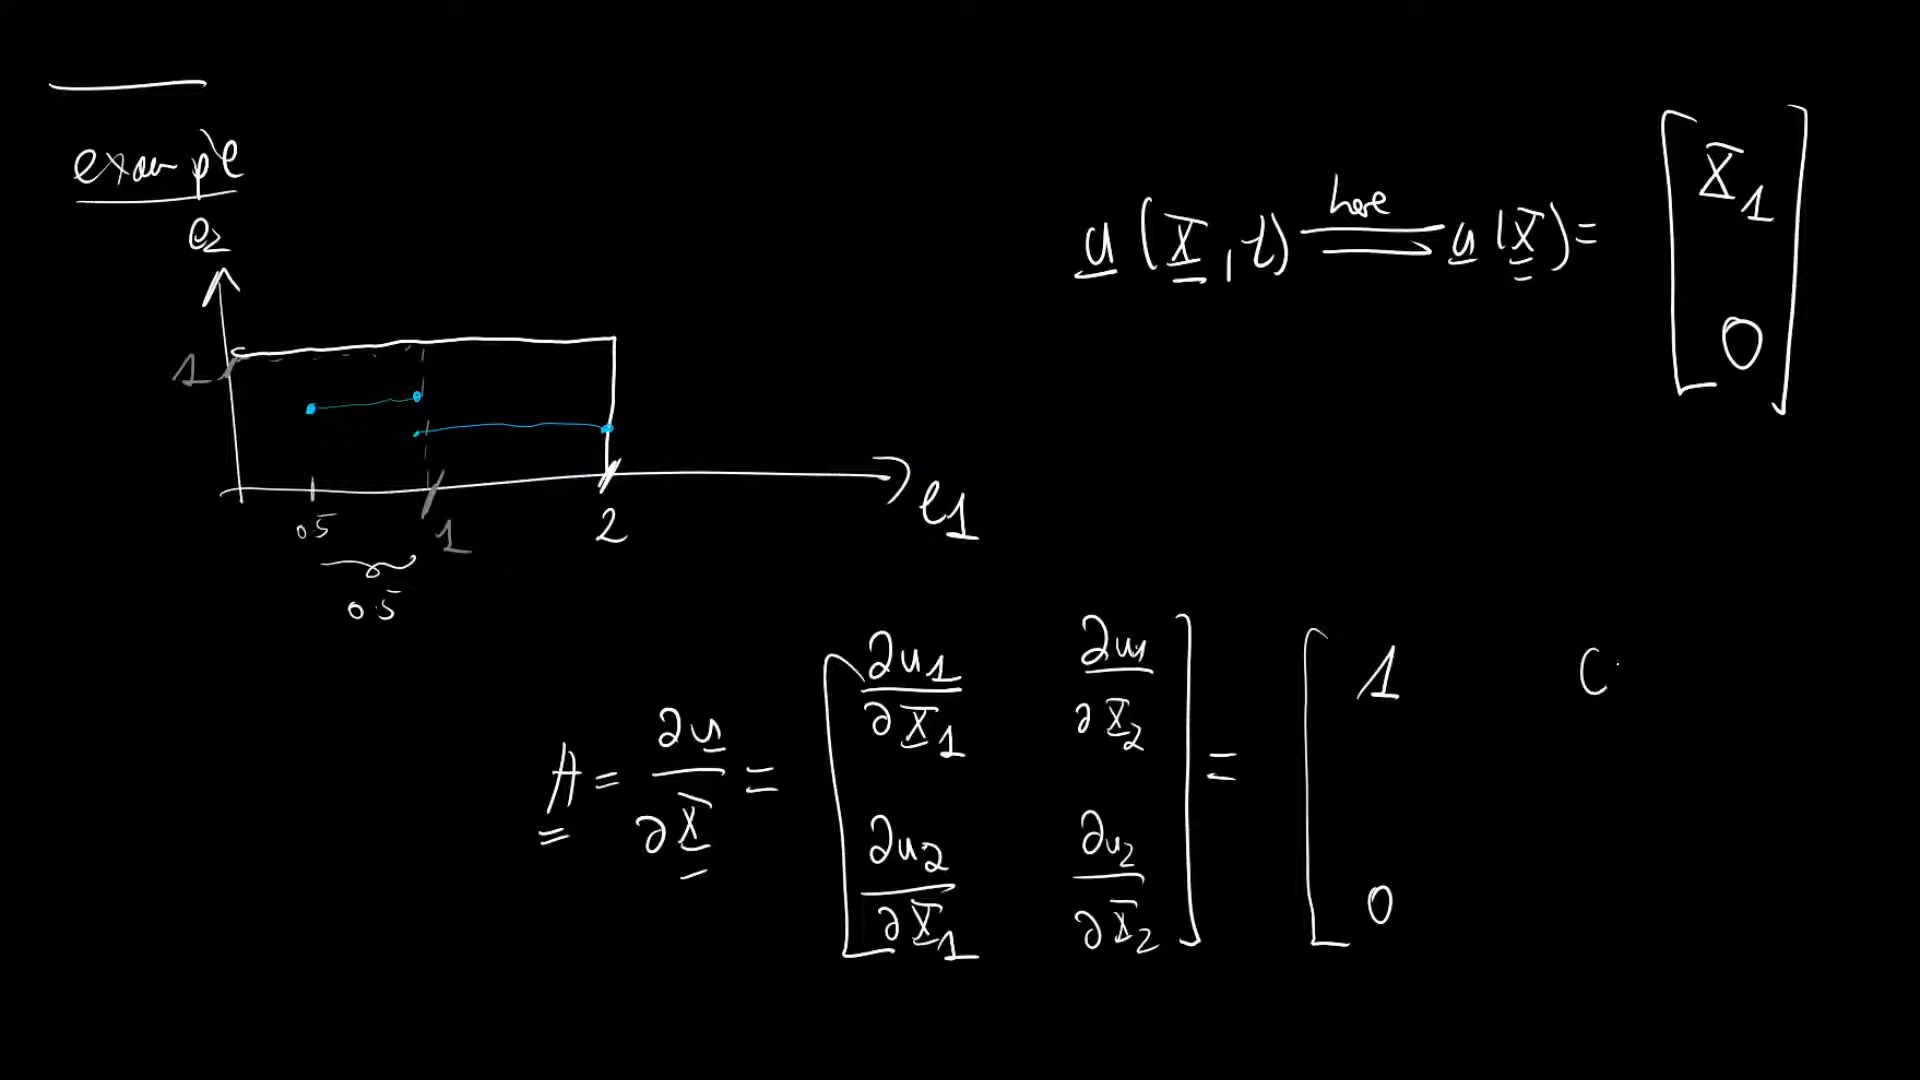 example
e2
1
0.5
1
2
e1
0.5
u(X,t) here ⟹ u(X)= [X1 0]
A = ∂u/∂X = [∂u1/∂X1 ∂u1/∂X2
∂u2/∂X1 ∂u2/∂X2] = [1
0